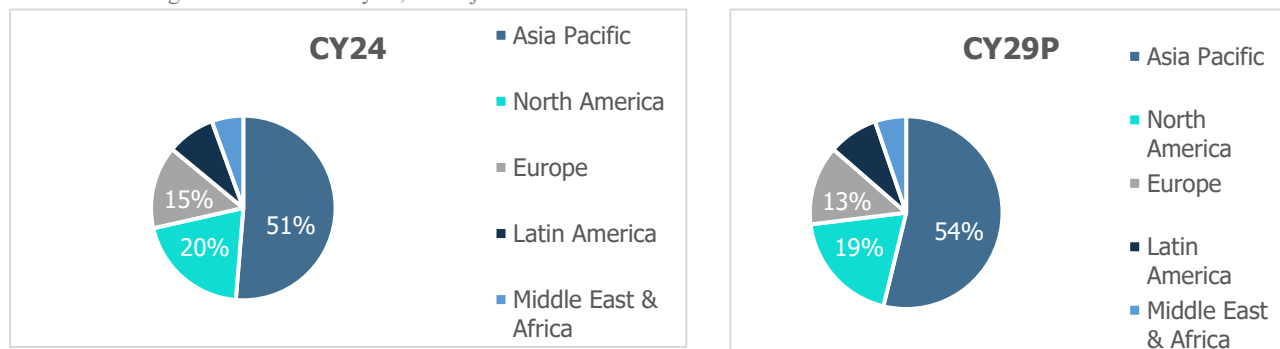 CY24
Asia Pacific
North America
Europe
Latin America
Middle East &
Africa
15%
51%
20%
CY29P
Asia Pacific
North
America
Europe
Latin
America
Middle East
& Africa
13%
54%
19%